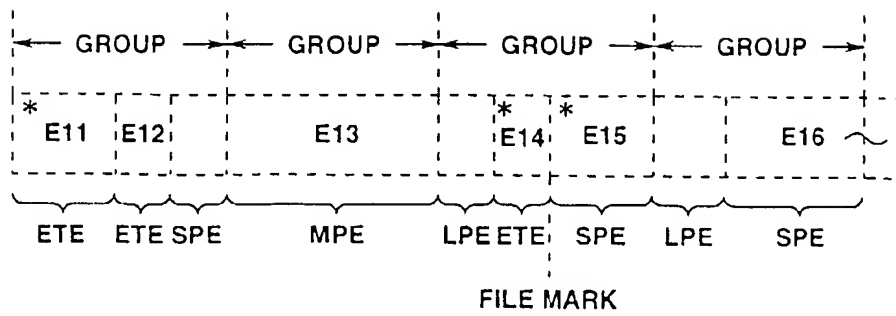 GROUP GROUP GROUP GROUP
* E11 E12 E13 * E14 * E15 E16
ETE ETE SPE MPE LPE ETE SPE LPE SPE
FILE MARK